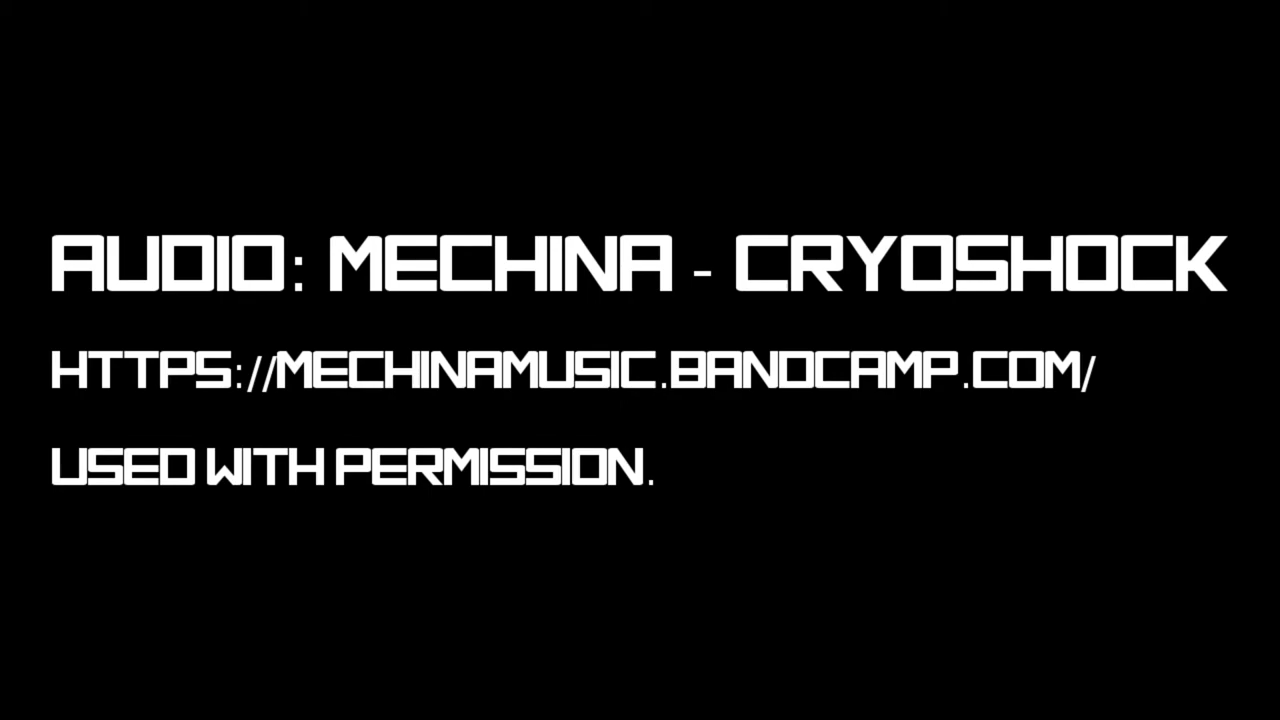 AUDIO: MECHINA - CRYOSHOCK
HTTPS://MECHINAMUSIC.BANDCAMP.COM/
USED WITH PERMISSION.